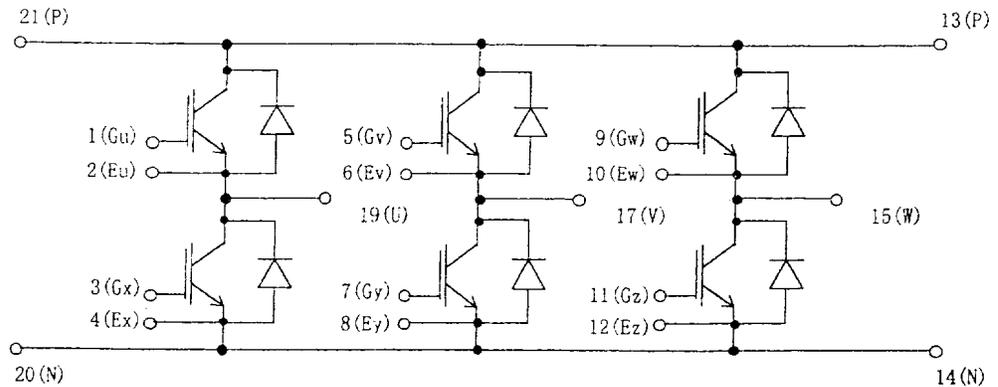 21(P)
13(P)
1(Gu)
5(Gv)
9(Gw)
2(Eu)
6(Ev)
10(Ew)
19(U)
17(V)
15(W)
3(Gx)
7(Gy)
11(Gz)
4(Ex)
8(Ey)
12(Ez)
20(N)
14(N)